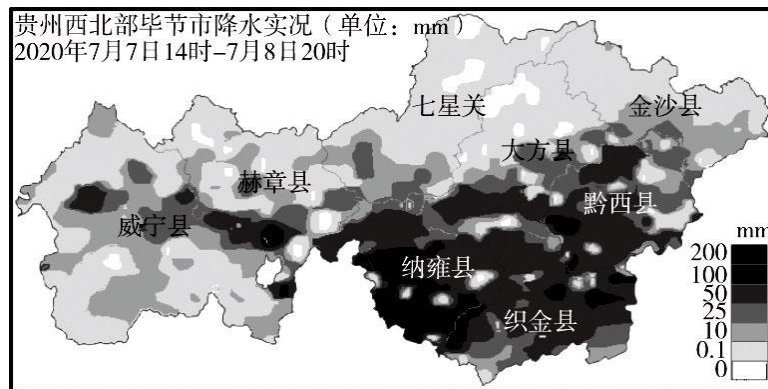 贵州西北部毕节市降水实况（单位：mm）
2020年7月7日14时–7月8日20时
七星关
金沙县
大方县
赫章县
黔西县
威宁县
纳雍县
织金县
mm
200
100
50
25
10
0.1
0